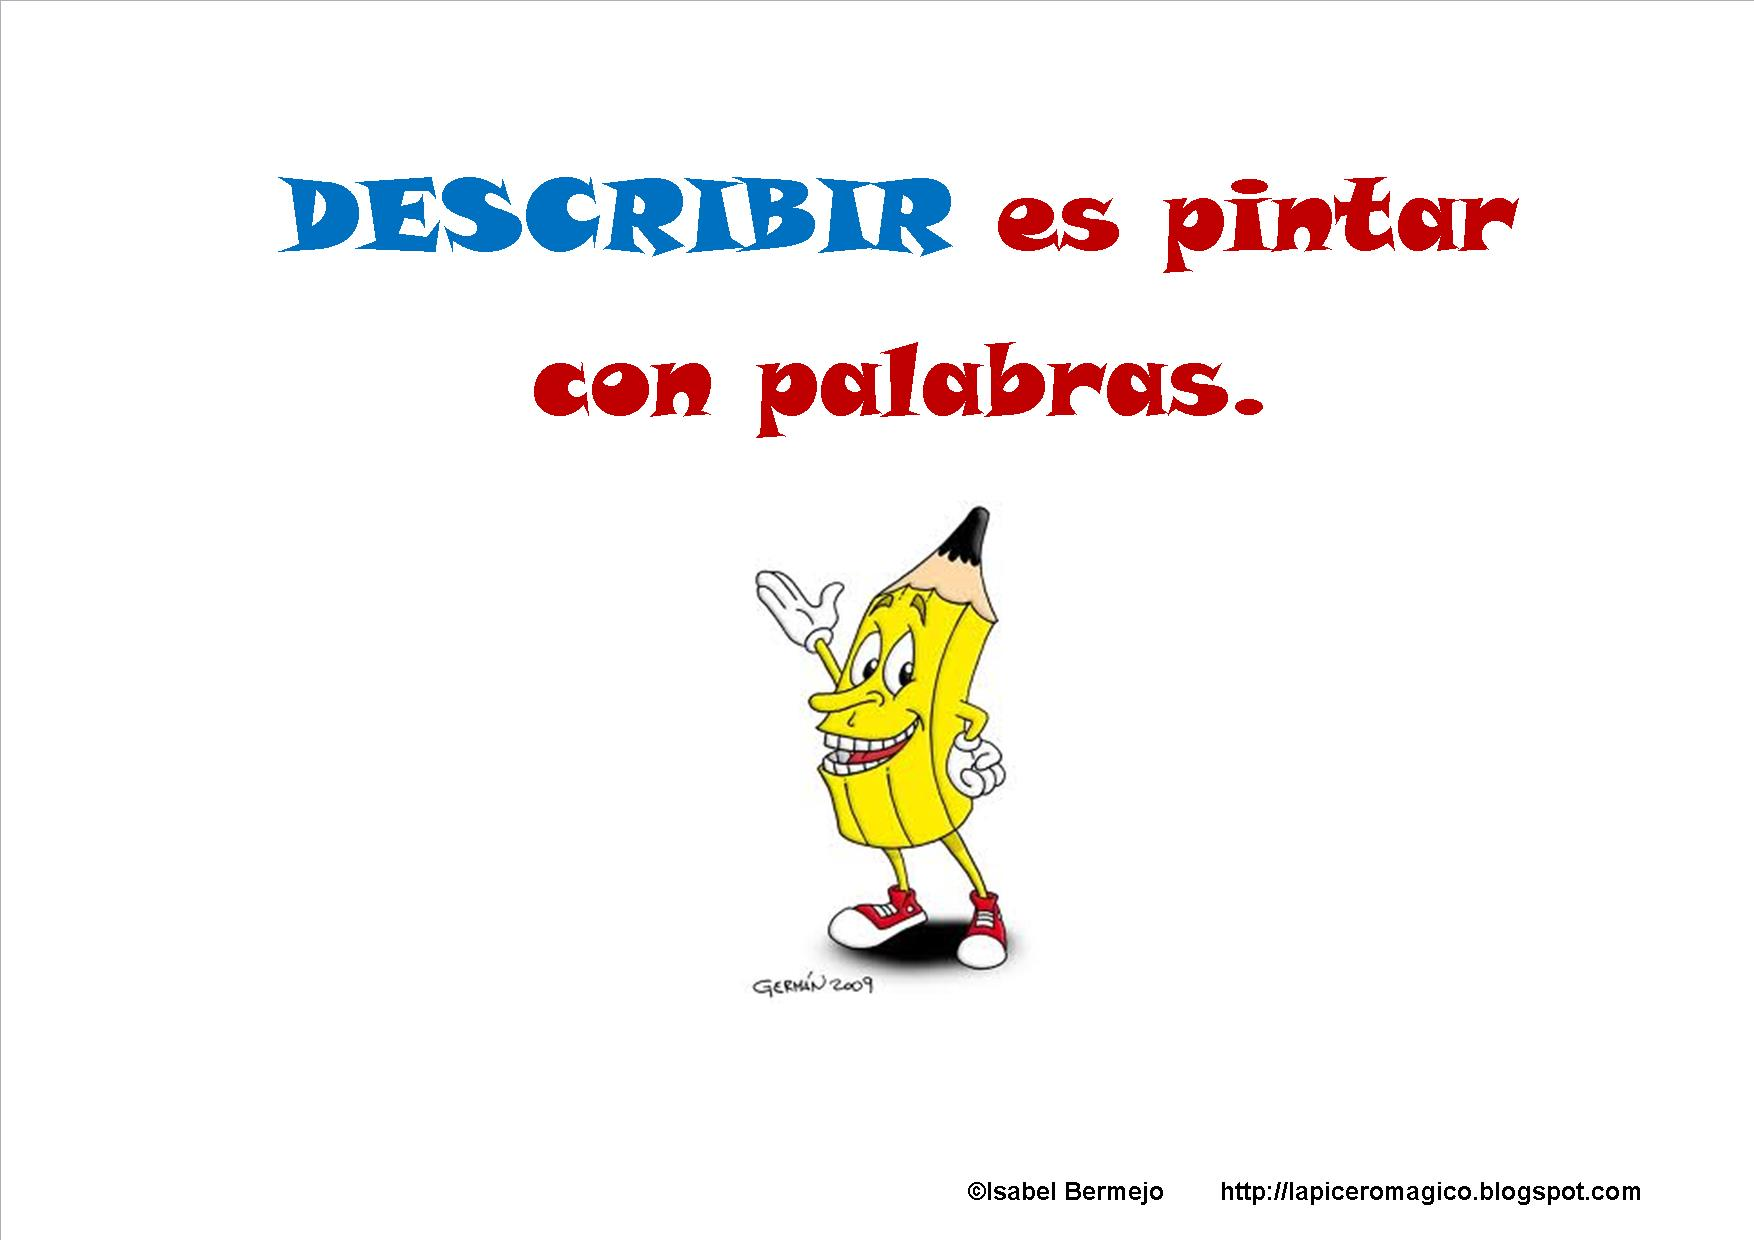 DESCRIBIR es pintar
con palabras.
GERMÁN 2009
©Isabel Bermejo http://lapiceromagico.blogspot.com